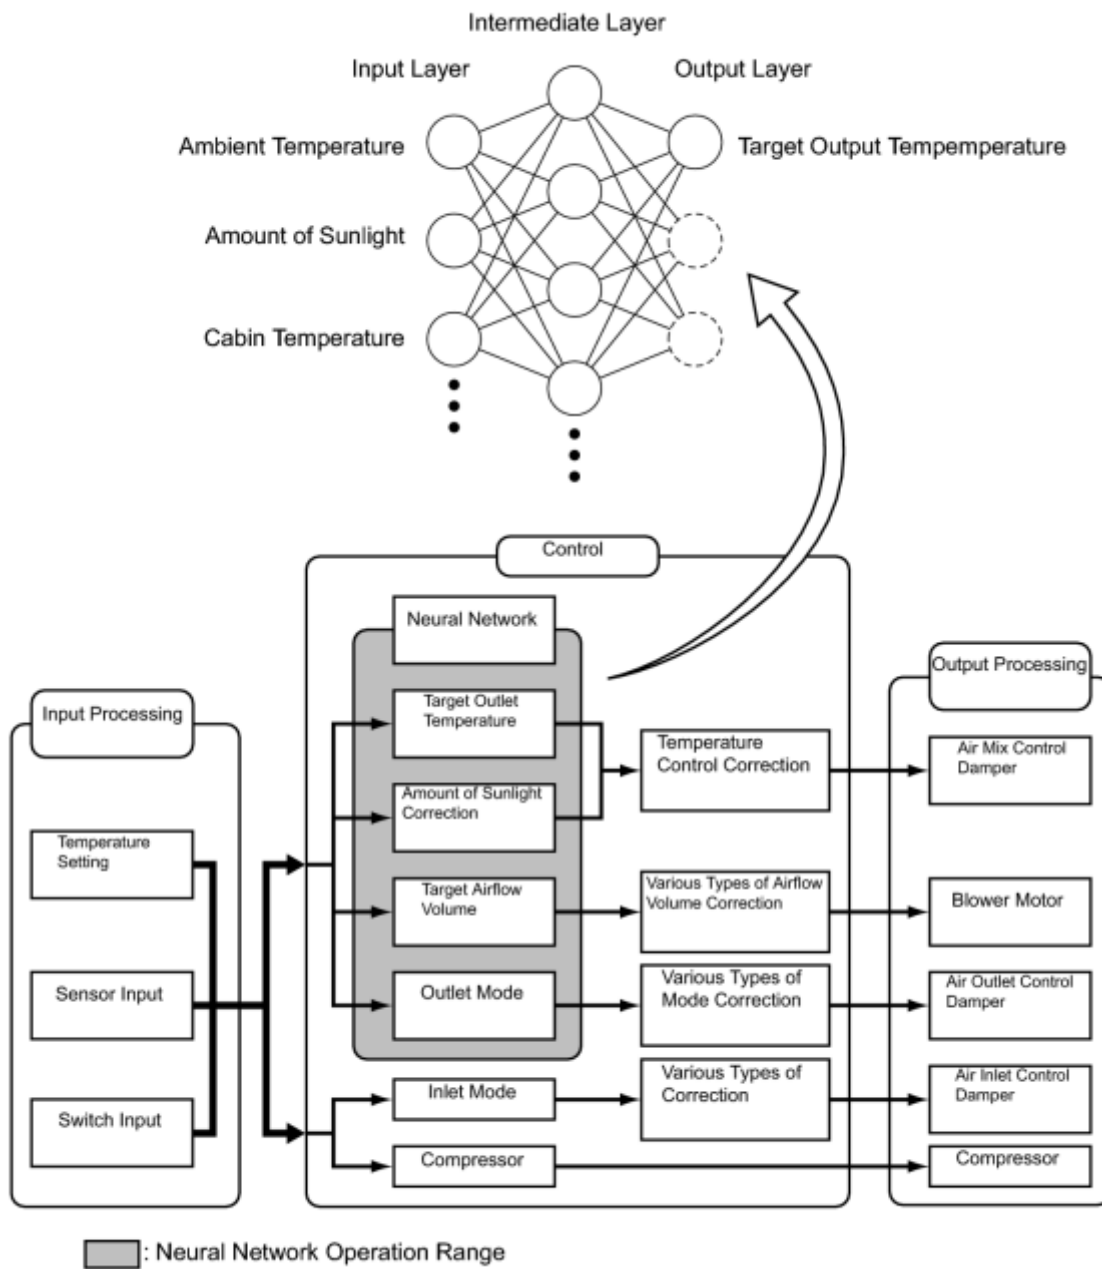 Intermediate Layer
Input Layer
Output Layer
Ambient Temperature
Target Output Tempemperature
Amount of Sunlight
Cabin Temperature
Control
Neural Network
Output Processing
Input Processing
Target Outlet
Temperature
Temperature
Control Correction
Air Mix Control
Damper
Amount of Sunlight
Correction
Temperature
Setting
Target Airflow
Volume
Various Types of Airflow
Volume Correction
Blower Motor
Sensor Input
Outlet Mode
Various Types of
Mode Correction
Air Outlet Control
Damper
Switch Input
Inlet Mode
Various Types of
Correction
Air Inlet Control
Damper
Compressor
Compressor
: Neural Network Operation Range